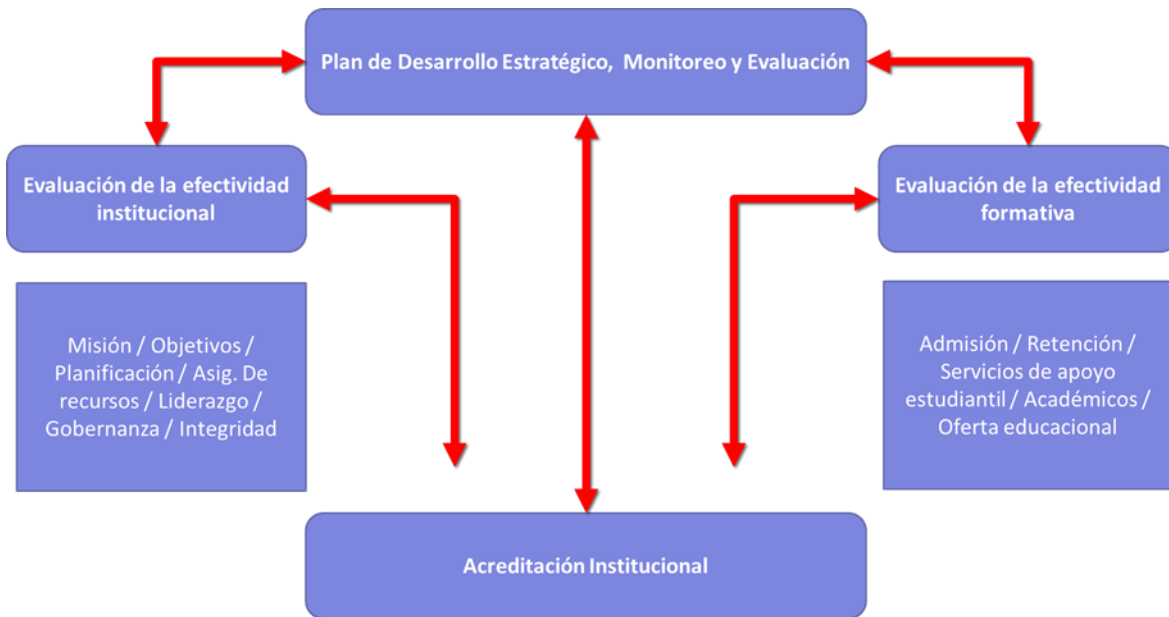 Plan de Desarrollo Estratégico, Monitoreo y Evaluación
Evaluación de la efectividad
institucional
Evaluación de la efectividad
formativa
Misión / Objetivos /
Planificación / Asig. De
recursos / Liderazgo /
Gobernanza / Integridad
Admisión / Retención /
Servicios de apoyo
estudiantil / Académicos /
Oferta educacional
Acreditación Institucional